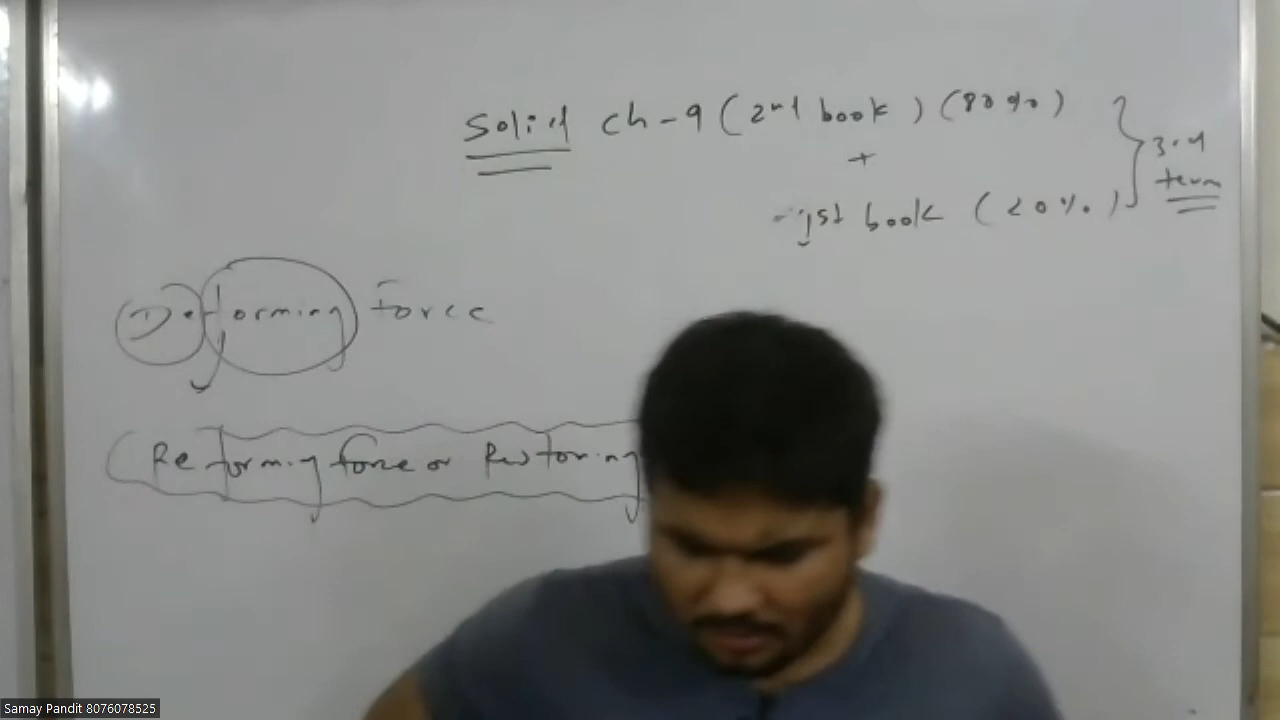 Solid ch-9 (2nd book) (80%)
+
1st book (20%)
3rd
term
Deforming force
(Reforming force or Restoring
Samay Pandit 8076078525